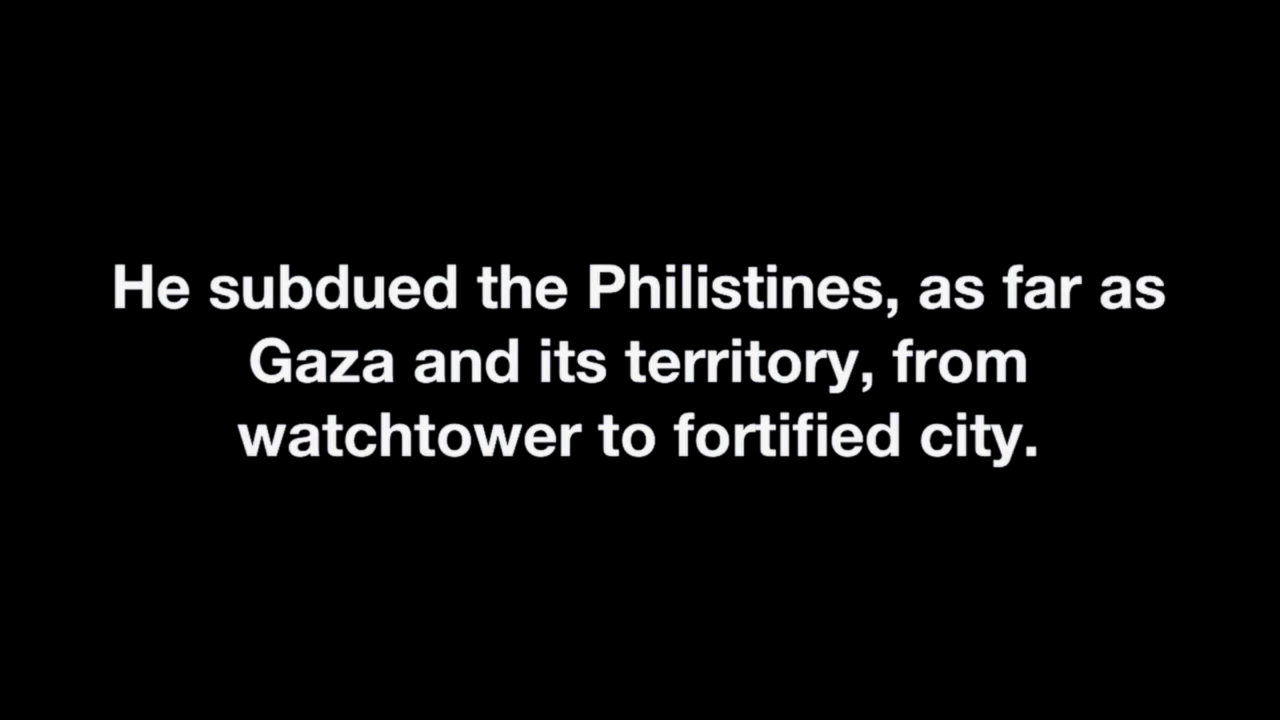 He subdued the Philistines, as far as
Gaza and its territory, from
watchtower to fortified city.